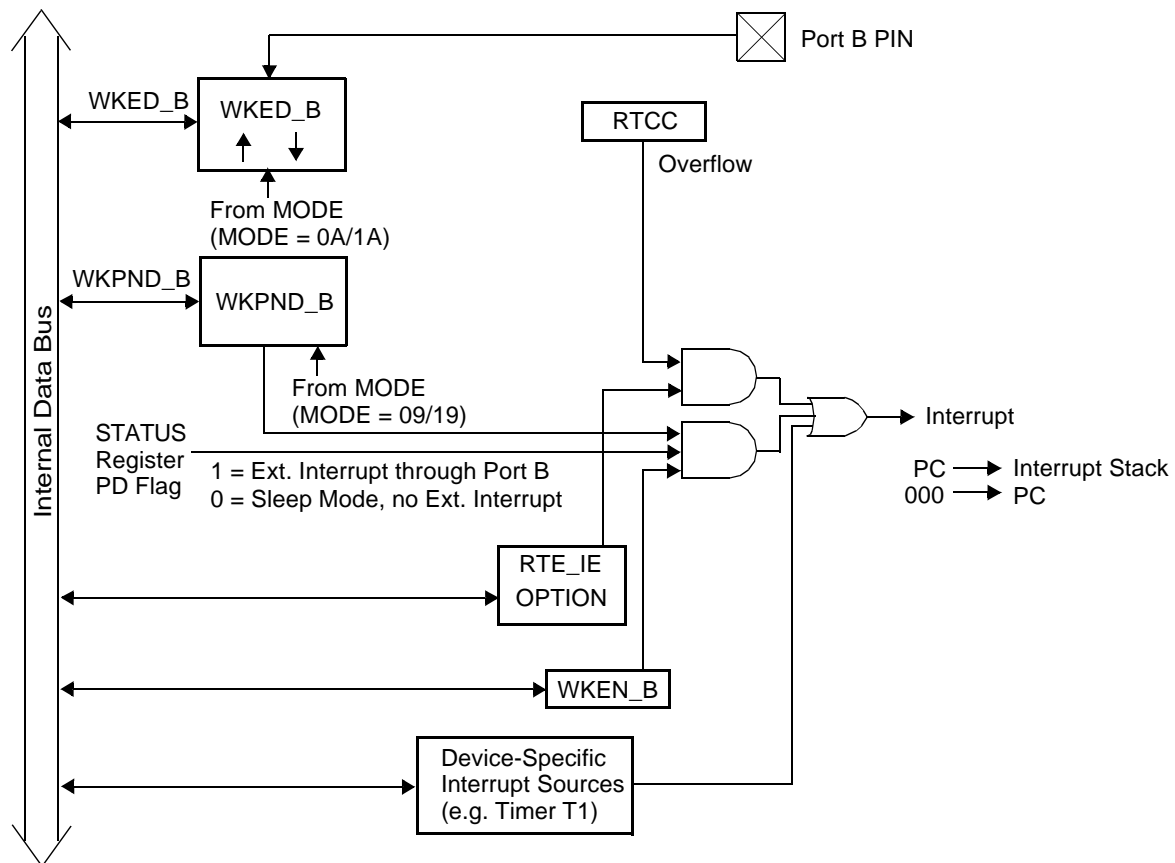 Port B PIN
WKED_B
WKED_B
RTCC
Overflow
From MODE
(MODE = 0A/1A)
WKPND_B
WKPND_B
Internal Data Bus
From MODE
(MODE = 09/19)
Interrupt
STATUS
Register
PD Flag
1 = Ext. Interrupt through Port B
0 = Sleep Mode, no Ext. Interrupt
PC Interrupt Stack
000 PC
RTE_IE
OPTION
WKEN_B
Device-Specific
Interrupt Sources
(e.g. Timer T1)